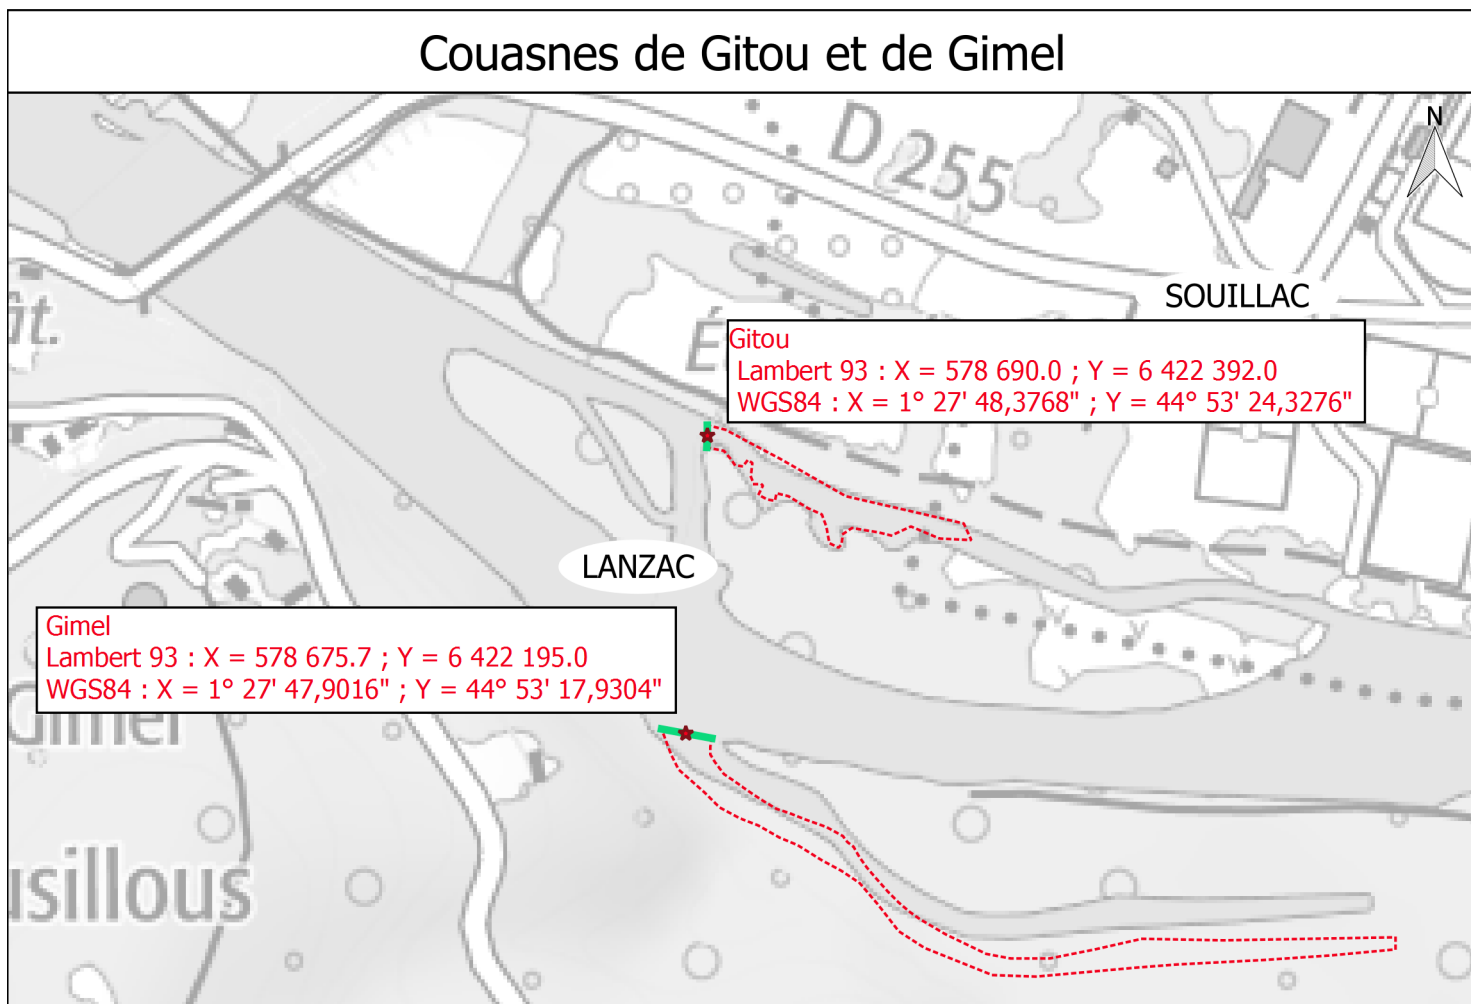 Couasnes de Gitou et de Gimel
N
D 255
SOUILLAC
ât.
Gitou
Lambert 93 : X = 578 690.0 ; Y = 6 422 392.0
WGS84 : X = 1° 27' 48,3768" ; Y = 44° 53' 24,3276"
LANZAC
Gimel
Lambert 93 : X = 578 675.7 ; Y = 6 422 195.0
WGS84 : X = 1° 27' 47,9016" ; Y = 44° 53' 17,9304"
Gimel
usillous